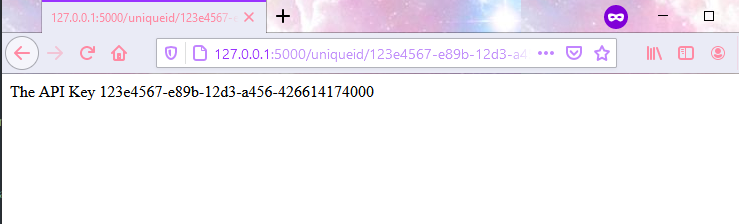 127.0.0.1:5000/uniqueid/123e4567-e
127.0.0.1:5000/uniqueid/123e4567-e89b-12d3-a4
The API Key 123e4567-e89b-12d3-a456-426614174000